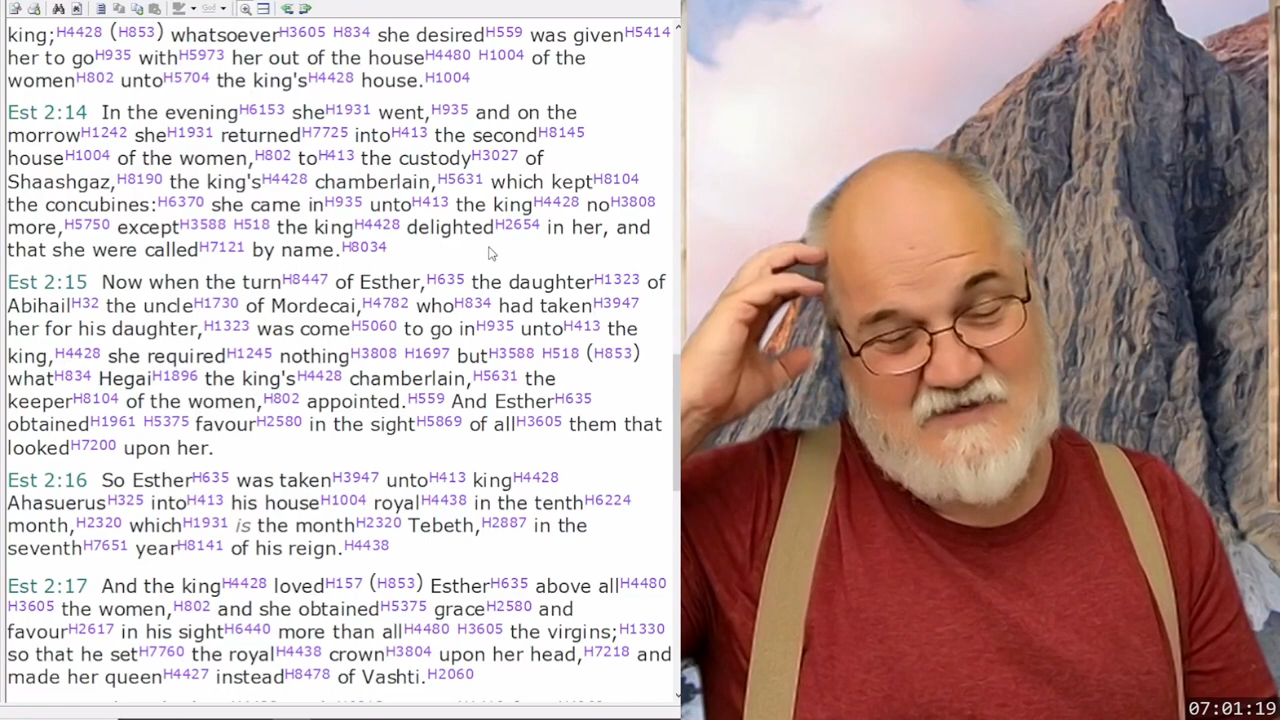 king;H4428 (H853) whatsoeverH3605 H834 she desiredH559 was givenH5414
her to goH935 withH5973 her out of the houseH4480 H1004 of the
womenH802 untoH5704 the king'sH4428 house.H1004
Est 2:14 In the eveningH6153 sheH1931 went,H935 and on the
morrowH1242 sheH1931 returnedH7725 intoH413 the secondH8145
houseH1004 of the women,H802 toH413 the custodyH3027 of
Shaashgaz,H8190 the king'sH4428 chamberlain,H5631 which keptH8104
the concubines:H6370 she came inH935 untoH413 the kingH4428 noH3808
more,H5750 exceptH3588 H518 the kingH4428 delightedH2654 in her, and
that she were calledH7121 by name.H8034
Est 2:15 Now when the turnH8447 of Esther,H635 the daughterH1323 of
AbihailH32 the uncleH1730 of Mordecai,H4782 whoH834 had takenH3947
her for his daughter,H1323 was comeH5060 to go inH935 untoH413 the
king,H4428 she requiredH1245 nothingH3808 H1697 butH3588 H518 (H853)
whatH834 HegaiH1896 the king'sH4428 chamberlain,H5631 the
keeperH8104 of the women,H802 appointed.H559 And EstherH635
obtainedH1961 H5375 favourH2580 in the sightH5869 of allH3605 them that
lookedH7200 upon her.
Est 2:16 So EstherH635 was takenH3947 untoH413 kingH4428
AhasuerusH325 intoH413 his houseH1004 royalH4438 in the tenthH6224
month,H2320 whichH1931 is the monthH2320 Tebeth,H2887 in the
seventhH7651 yearH8141 of his reign.H4438
Est 2:17 And the kingH4428 lovedH157 (H853) EstherH635 above allH4480
H3605 the women,H802 and she obtainedH5375 graceH2580 and
favourH2617 in his sightH6440 more than allH4480 H3605 the virgins;H1330
so that he setH7760 the royalH4438 crownH3804 upon her head,H7218 and
made her queenH4427 insteadH8478 of Vashti.H2060
07:01:19